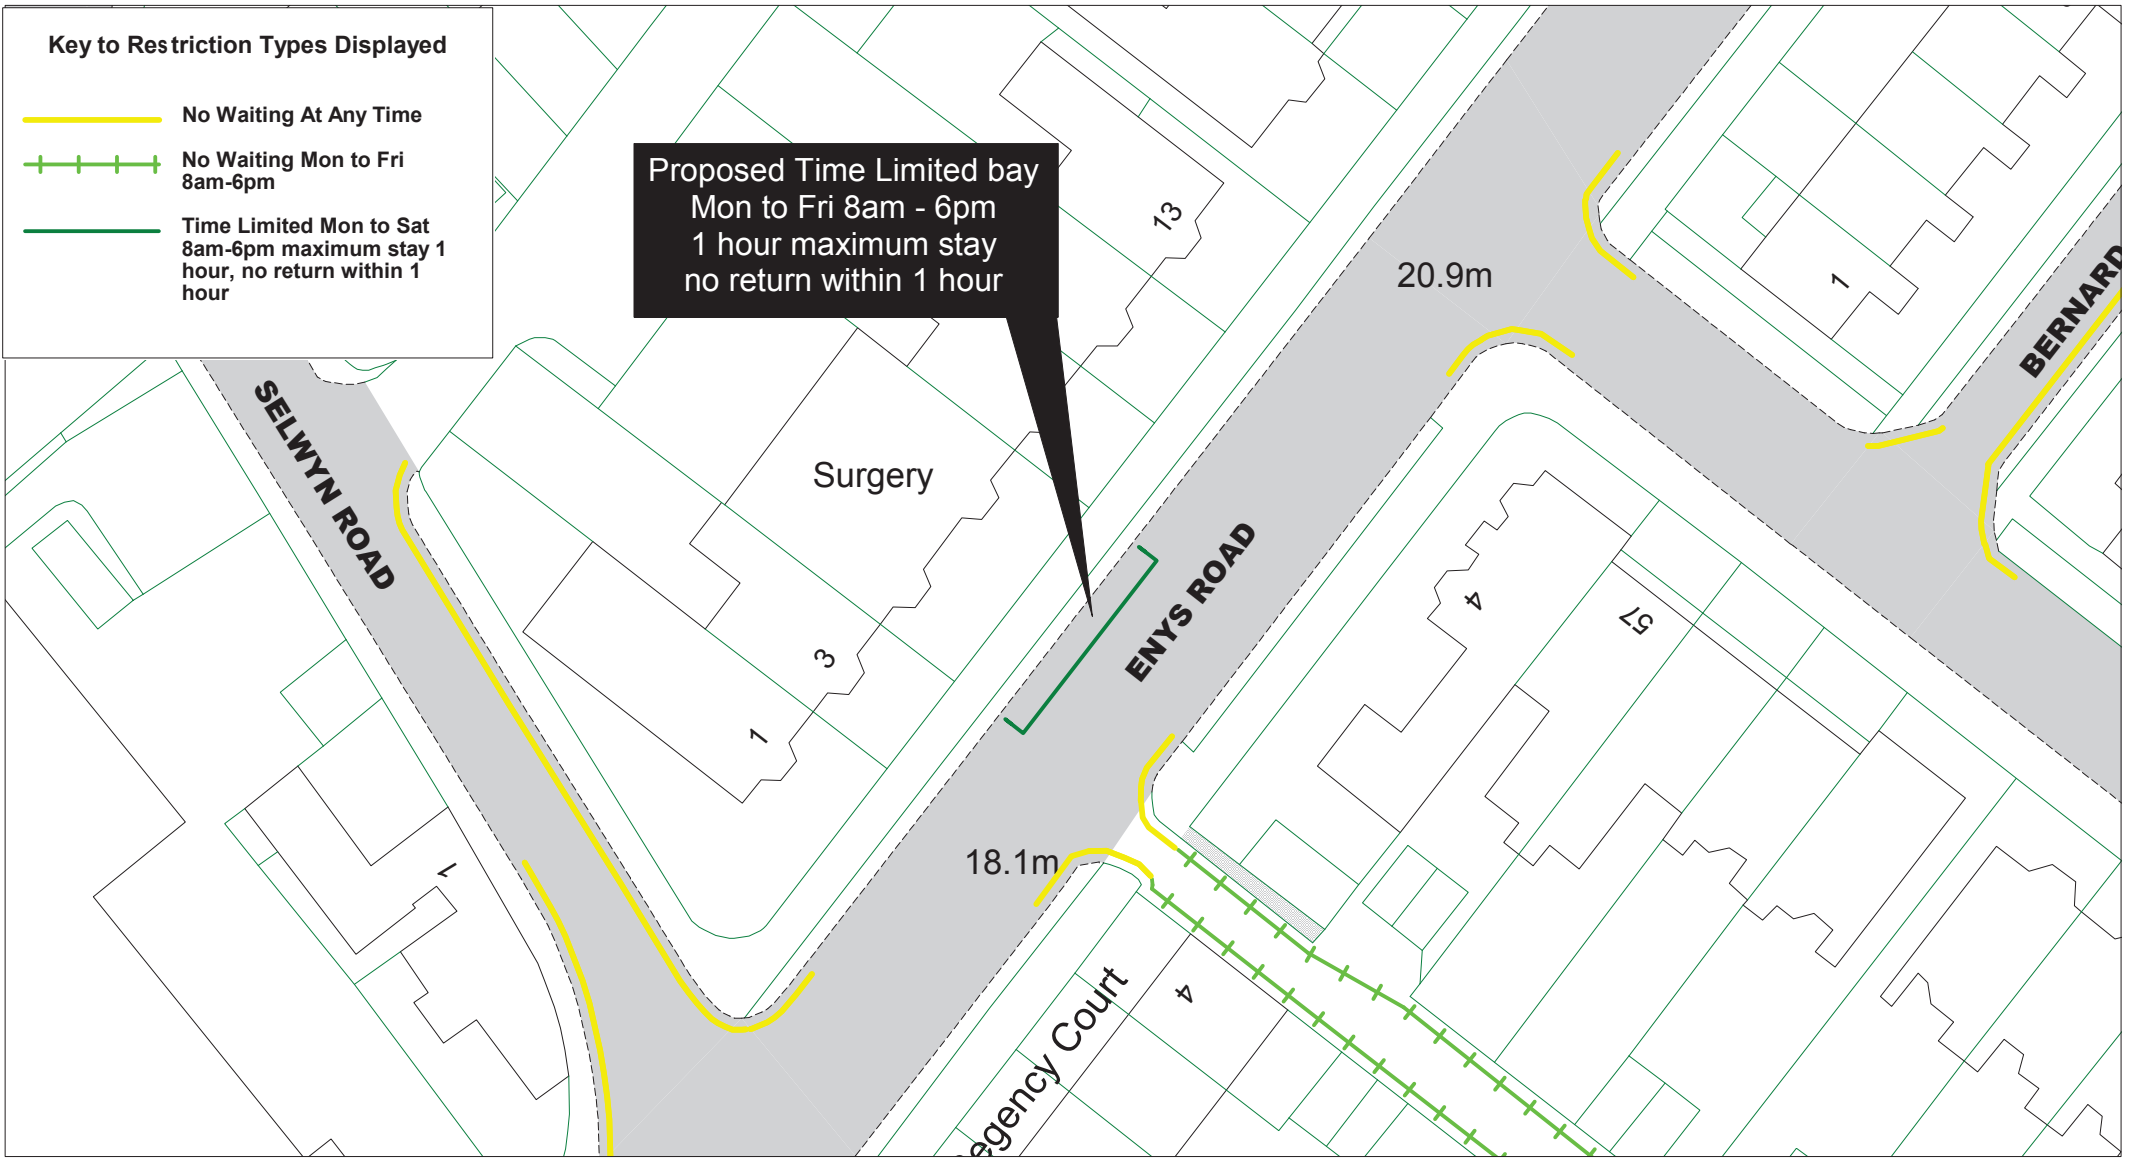 Key to Restriction Types Displayed
No Waiting At Any Time
No Waiting Mon to Fri
8am-6pm
Time Limited Mon to Sat
8am-6pm maximum stay 1
hour, no return within 1
hour
Proposed Time Limited bay
Mon to Fri 8am - 6pm
1 hour maximum stay
no return within 1 hour
13
20.9m
1
BERNARD
SELWYN ROAD
Surgery
ENYS ROAD
4
57
3
1
18.1m
1
4
egency Court